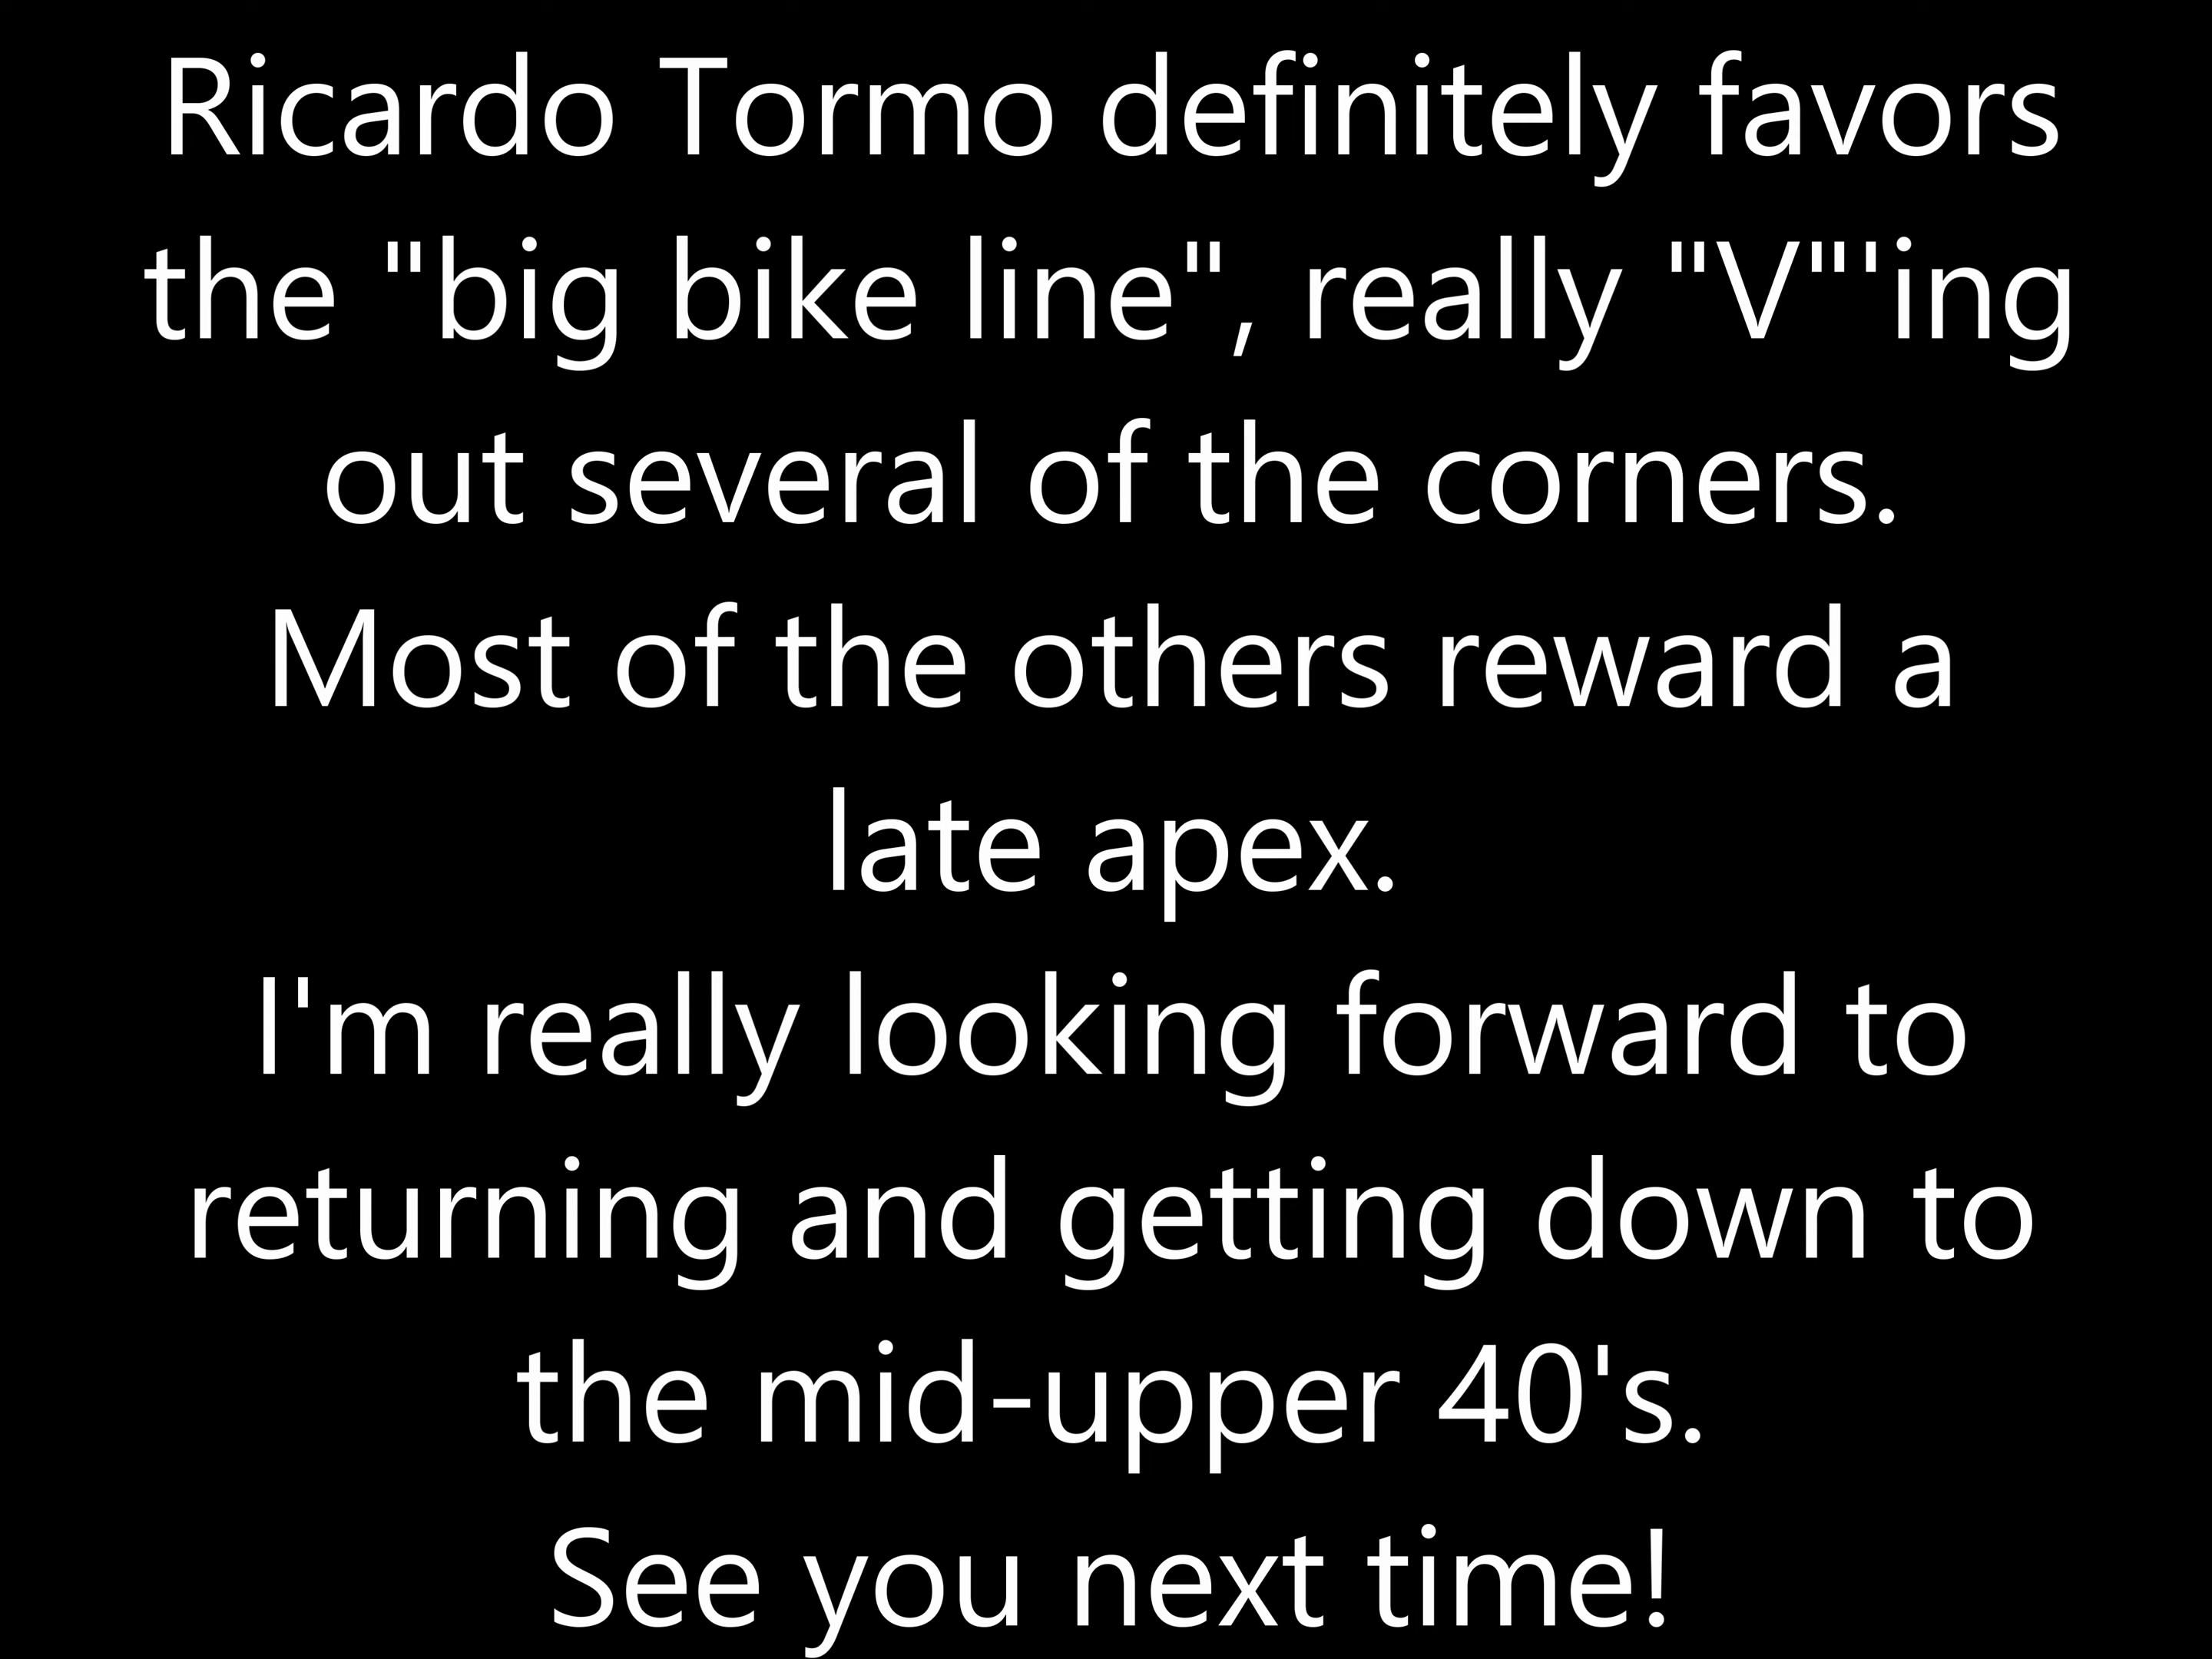 Ricardo Tormo definitely favors
the "big bike line", really "V"'ing
out several of the corners.
Most of the others reward a
late apex.
I'm really looking forward to
returning and getting down to
the mid-upper 40's.
See you next time!